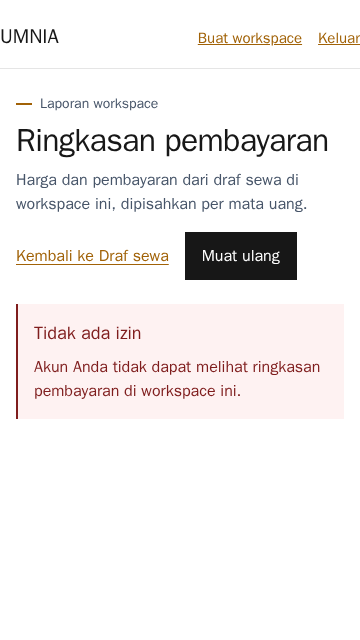 UMNIA
Buat workspace Keluar
Laporan workspace
Ringkasan pembayaran
Harga dan pembayaran dari draf sewa di
workspace ini, dipisahkan per mata uang.
Kembali ke Draf sewa
Muat ulang
Tidak ada izin
Akun Anda tidak dapat melihat ringkasan
pembayaran di workspace ini.